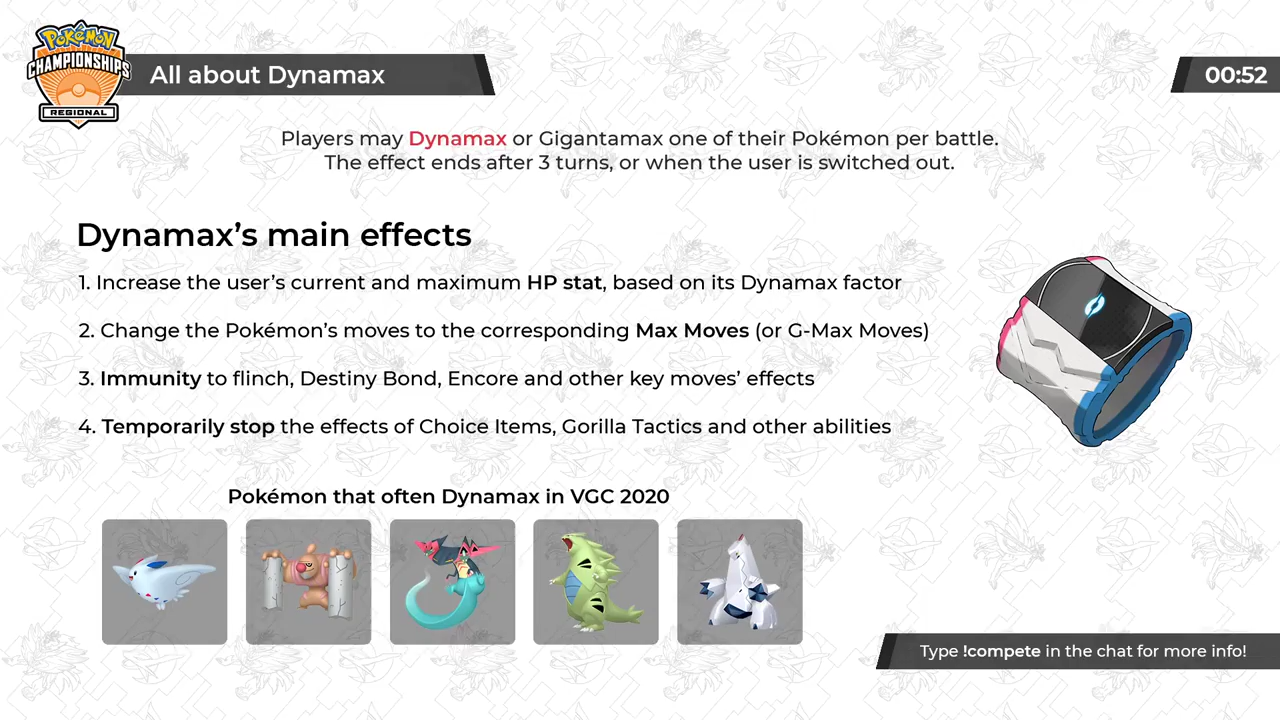 Pokémon
CHAMPIONSHIPS
REGIONAL
All about Dynamax
00:52
Players may Dynamax or Gigantamax one of their Pokémon per battle.
The effect ends after 3 turns, or when the user is switched out.
Dynamax’s main effects
1. Increase the user’s current and maximum HP stat, based on its Dynamax factor
2. Change the Pokémon’s moves to the corresponding Max Moves (or G-Max Moves)
3. Immunity to flinch, Destiny Bond, Encore and other key moves’ effects
4. Temporarily stop the effects of Choice Items, Gorilla Tactics and other abilities
Pokémon that often Dynamax in VGC 2020
Type !compete in the chat for more info!